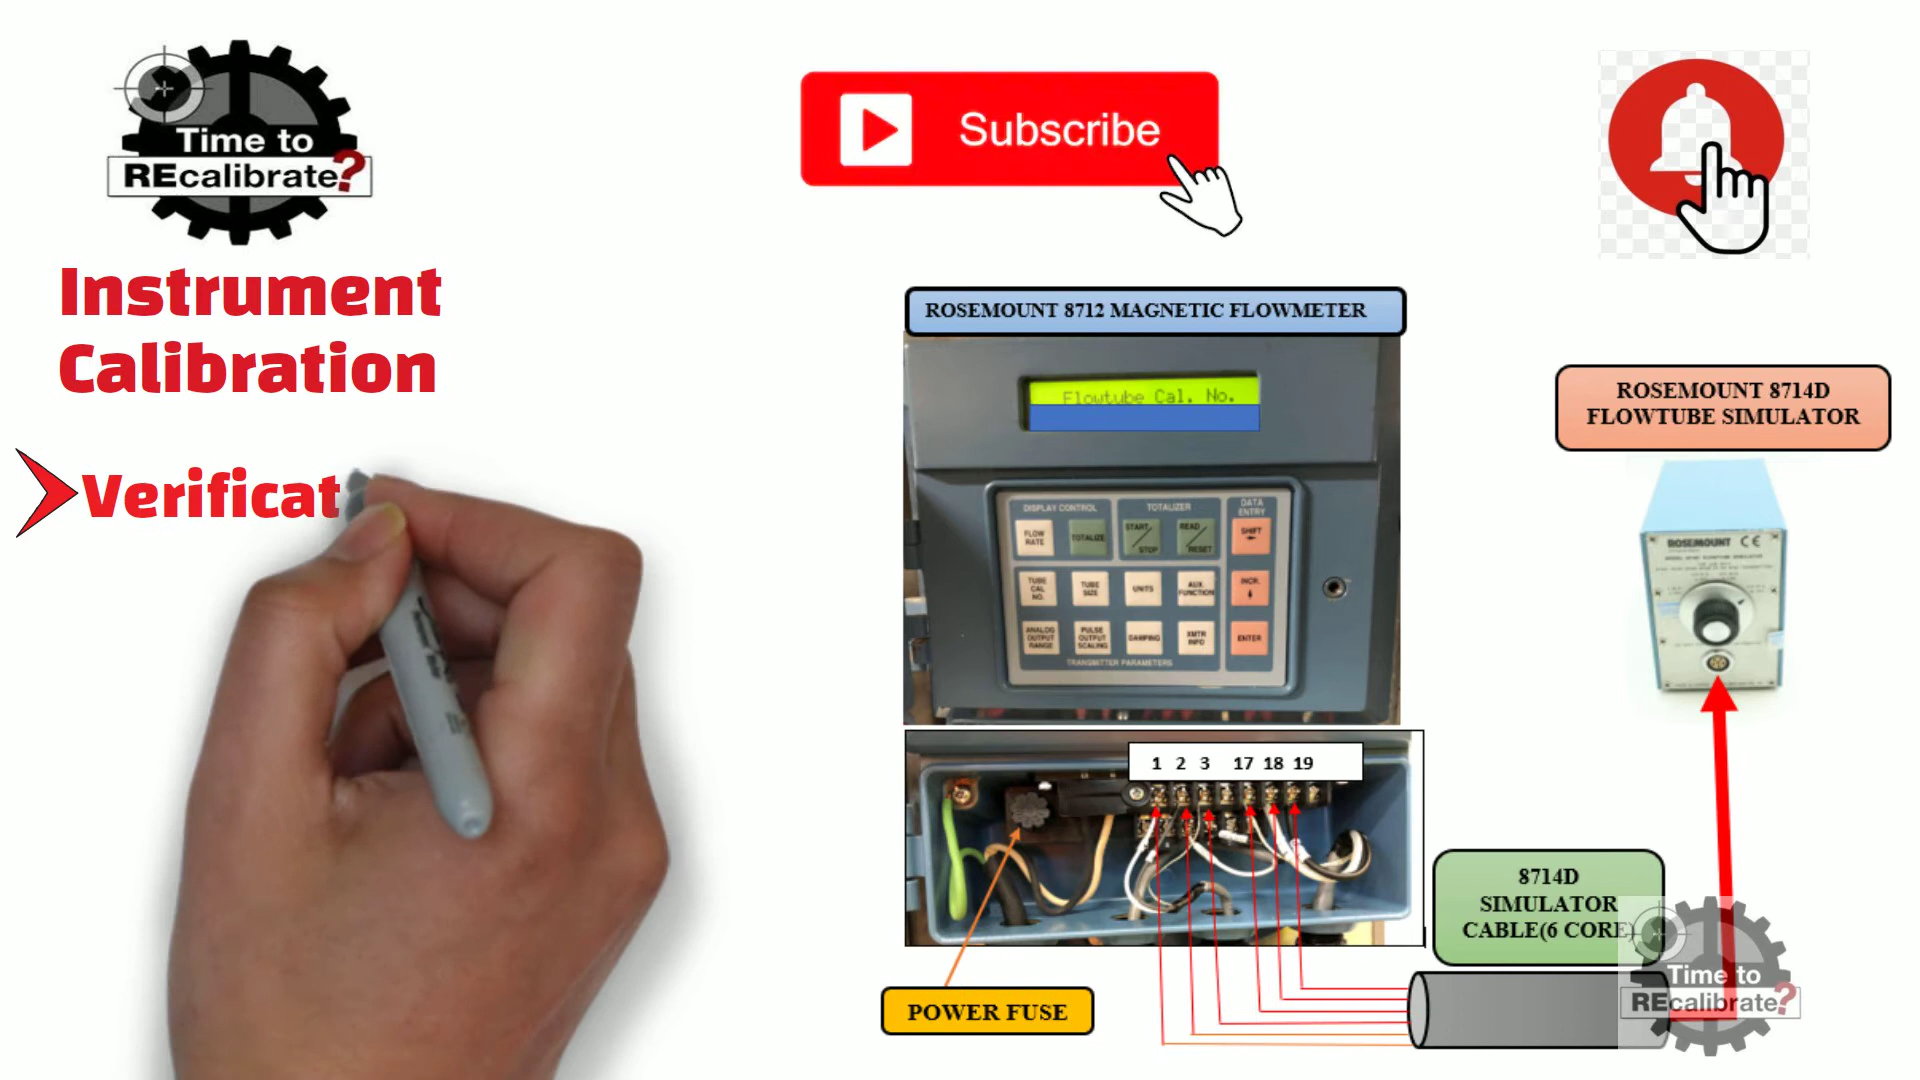 Time to
REcalibrate?
Instrument
Calibration
Verificat
Subscribe
ROSEMOUNT 8712 MAGNETIC FLOWMETER
Flowtube Cal. No.
DISPLAY CONTROL
TOTALIZER
DATA
ENTRY
FLOW
RATE
TOTALIZE
START/
STOP
READ/
RESET
SHIFT
TUBE
CAL
NO.
TUBE
SIZE
UNITS
AUX
FUNCTION
INCR.
ANALOG
OUTPUT
RANGE
PULSE
OUTPUT
SCALING
DAMPING
XMTR
INFO
ENTER
TRANSMITTER PARAMETERS
1 2 3 17 18 19
POWER FUSE
ROSEMOUNT 8714D
FLOWTUBE SIMULATOR
ROSEMOUNT CE
8714D
SIMULATOR
CABLE(6 CORE)
Time to
REcalibrate?